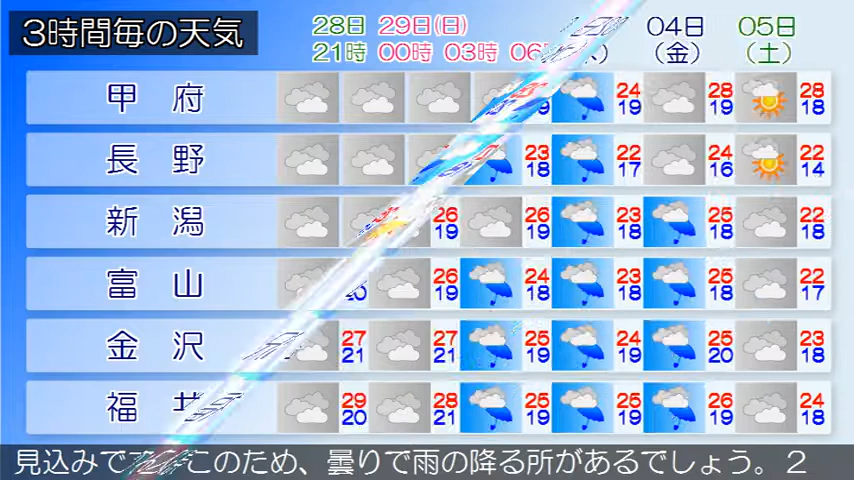 3時間毎の天気
28日 29日(日) 04日 05日
21時 00時 03時 06 (金) (土)
甲府 24 19 28 19 28 18
長野 23 18 22 17 24 16 22 14
新潟 26 19 26 19 23 18 25 18 22 18
富山 26 19 24 18 23 18 25 18 22 17
金沢 27 21 27 21 25 19 24 19 25 20 23 18
福井 29 20 28 21 25 19 25 19 26 19 24 18
見込みで このため、曇りで雨の降る所があるでしょう。2